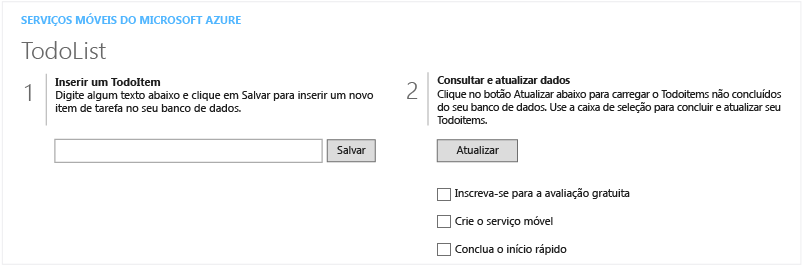 SERVIÇOS MÓVEIS DO MICROSOFT AZURE
TodoList
1
Inserir um TodoItem
Digite algum texto abaixo e clique em Salvar para inserir um novo
item de tarefa no seu banco de dados.
Salvar
2
Consultar e atualizar dados
Clique no botão Atualizar abaixo para carregar o Todoitems não concluídos
do seu banco de dados. Use a caixa de seleção para concluir e atualizar seu
Todoitems.
Atualizar
Inscreva-se para a avaliação gratuita
Crie o serviço móvel
Conclua o início rápido